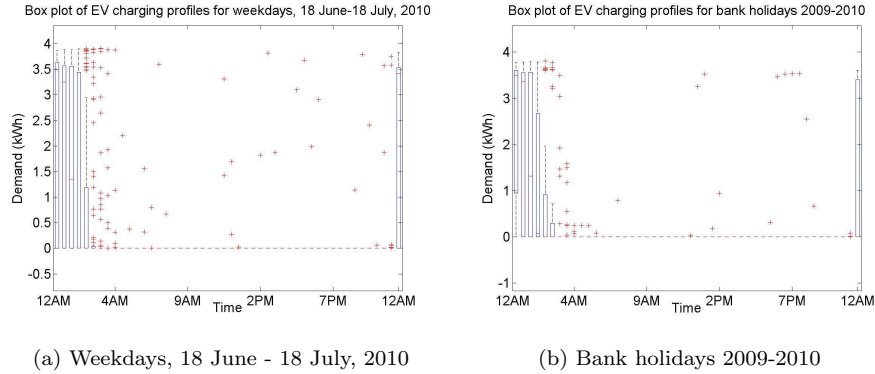 Box plot of EV charging profiles for weekdays, 18 June-18 July, 2010
4
3.5
3
2.5
2
1.5
1
0.5
0
-0.5
Demand (kWh)
12AM 4AM 9AM 2PM 7PM 12AM
Time
(a) Weekdays, 18 June - 18 July, 2010
Box plot of EV charging profiles for bank holidays 2009-2010
4
3
2
1
0
-1
Demand (kWh)
12AM 4AM 9AM 2PM 7PM 12AM
Time
(b) Bank holidays 2009-2010